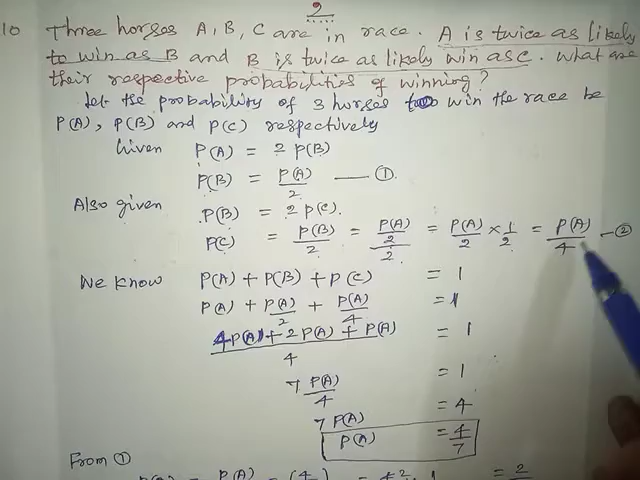 2
10 Three horses A, B, C are in race. A is twice as likely
to win as B and B is twice as likely win as C. What are
their respective probabilities of winning?
Let the probability of 3 horses to win the race be
P(A), P(B) and P(C) respectively
Given P(A) = 2 P(B)
P(B) = P(A)/2 — ①
Also given P(B) = 2 P(C).
P(C) = P(B)/2 = P(A)/2/2 = P(A)/2 × 1/2 = P(A)/4 — ②
We know P(A) + P(B) + P(C) = 1
P(A) + P(A)/2 + P(A)/4 = 1
4P(A) + 2P(A) + P(A)/4 = 1
7 P(A)/4 = 1
7 P(A) = 4
P(A) = 4/7
From ①